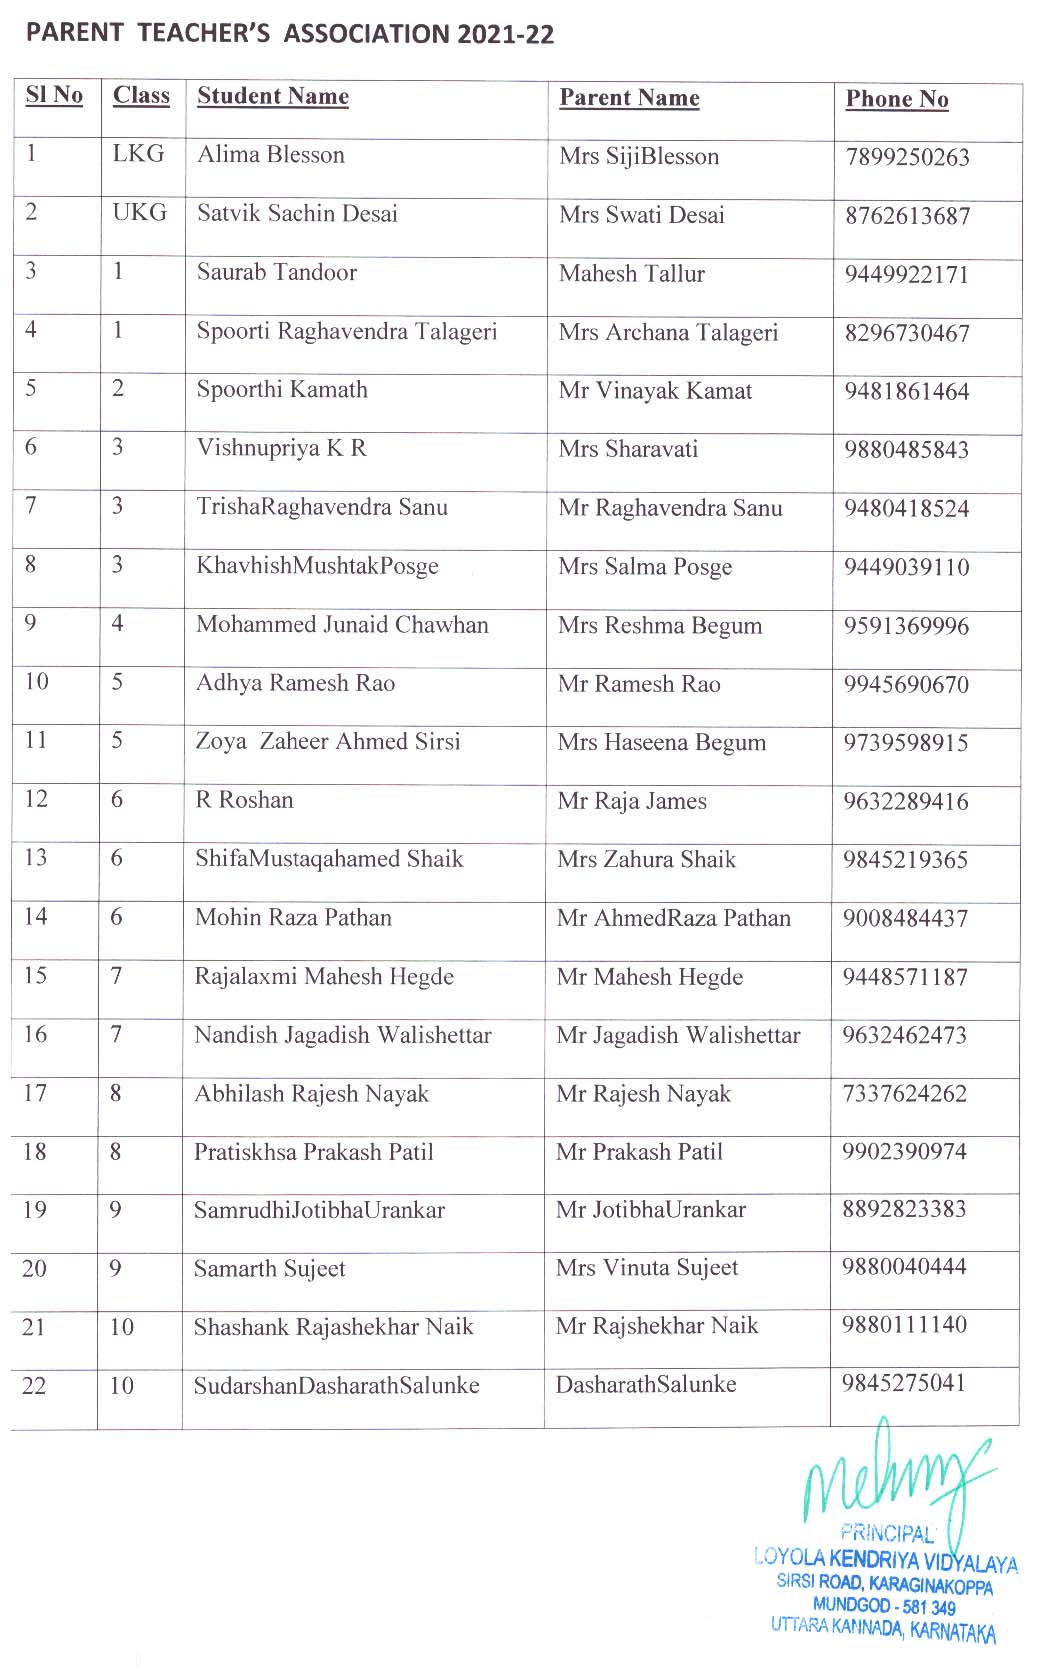 PARENT TEACHER'S ASSOCIATION 2021-22
Sl No Class Student Name Parent Name Phone No
1 LKG Alima Blesson Mrs SijiBlesson 7899250263
2 UKG Satvik Sachin Desai Mrs Swati Desai 8762613687
3 1 Saurab Tandoor Mahesh Tallur 9449922171
4 1 Spoorti Raghavendra Talageri Mrs Archana Talageri 8296730467
5 2 Spoorthi Kamath Mr Vinayak Kamat 9481861464
6 3 Vishnupriya K R Mrs Sharavati 9880485843
7 3 TrishaRaghavendra Sanu Mr Raghavendra Sanu 9480418524
8 3 KhavhishMushtakPosge Mrs Salma Posge 9449039110
9 4 Mohammed Junaid Chawhan Mrs Reshma Begum 9591369996
10 5 Adhya Ramesh Rao Mr Ramesh Rao 9945690670
11 5 Zoya Zaheer Ahmed Sirsi Mrs Haseena Begum 9739598915
12 6 R Roshan Mr Raja James 9632289416
13 6 ShifaMustaqahamed Shaik Mrs Zahura Shaik 9845219365
14 6 Mohin Raza Pathan Mr AhmedRaza Pathan 9008484437
15 7 Rajalaxmi Mahesh Hegde Mr Mahesh Hegde 9448571187
16 7 Nandish Jagadish Walishettar Mr Jagadish Walishettar 9632462473
17 8 Abhilash Rajesh Nayak Mr Rajesh Nayak 7337624262
18 8 Pratiskhsa Prakash Patil Mr Prakash Patil 9902390974
19 9 SamrudhiJotibhaUrankar Mr JotibhaUrankar 8892823383
20 9 Samarth Sujeet Mrs Vinuta Sujeet 9880040444
21 10 Shashank Rajashekhar Naik Mr Rajshekhar Naik 9880111140
22 10 SudarshanDasharathSalunke DasharathSalunke 9845275041
PRINCIPAL
LOYOLA KENDRIYA VIDYALAYA
SIRSI ROAD, KARAGINAKOPPA
MUNDGOD - 581 349
UTTARA KANNADA, KARNATAKA